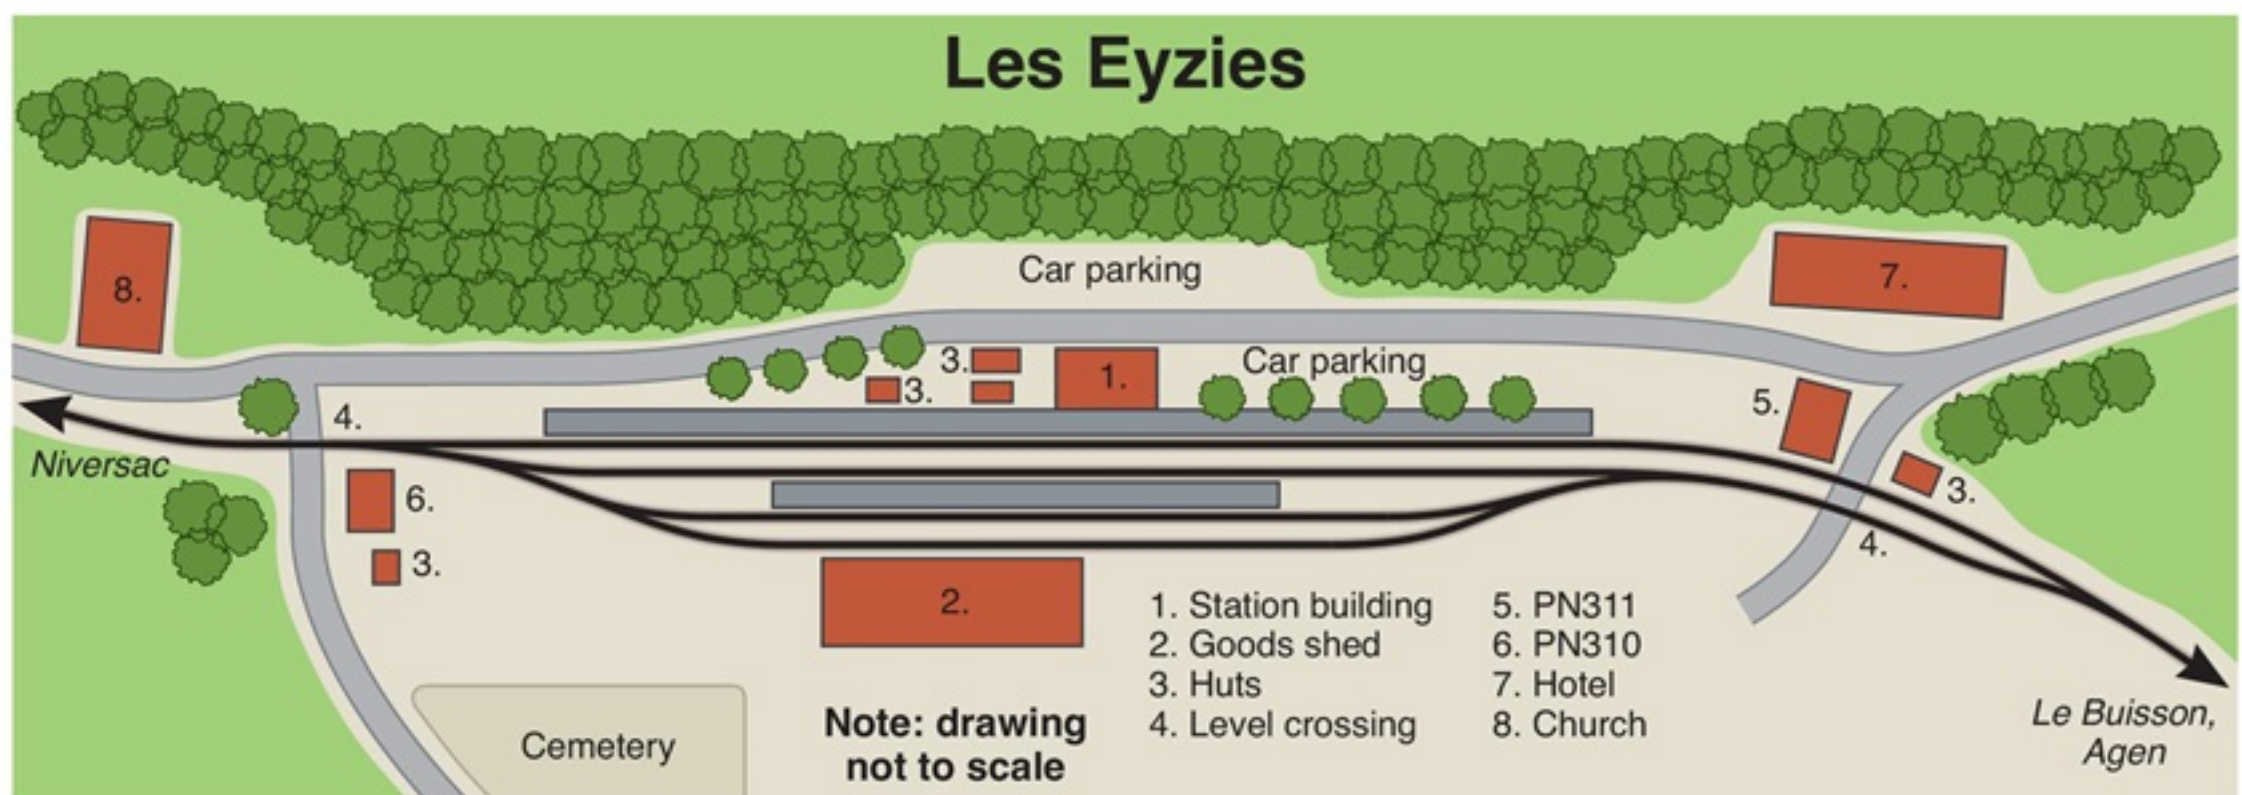 Les Eyzies
Car parking
8.
7.
3.
1.
Car parking
3.
5.
4.
Niversac
6.
3.
3.
4.
2.
1. Station building
2. Goods shed
3. Huts
4. Level crossing
5. PN311
6. PN310
7. Hotel
8. Church
Cemetery
Note: drawing
not to scale
Le Buisson,
Agen